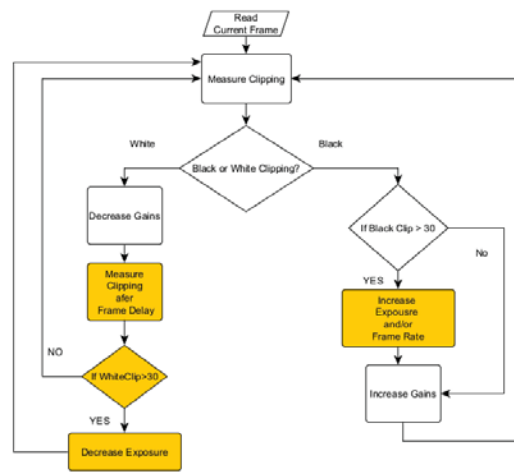 Read
Current Frame
Measure Clipping
White
Black
Black or White Clipping?
Decrease Gains
If Black Clip > 30
No
Measure
Clipping
afer
Frame Delay
YES
Increase
Expousre
and/or
Frame Rate
NO
If WhiteClip>30
Increase Gains
YES
Decrease Exposure